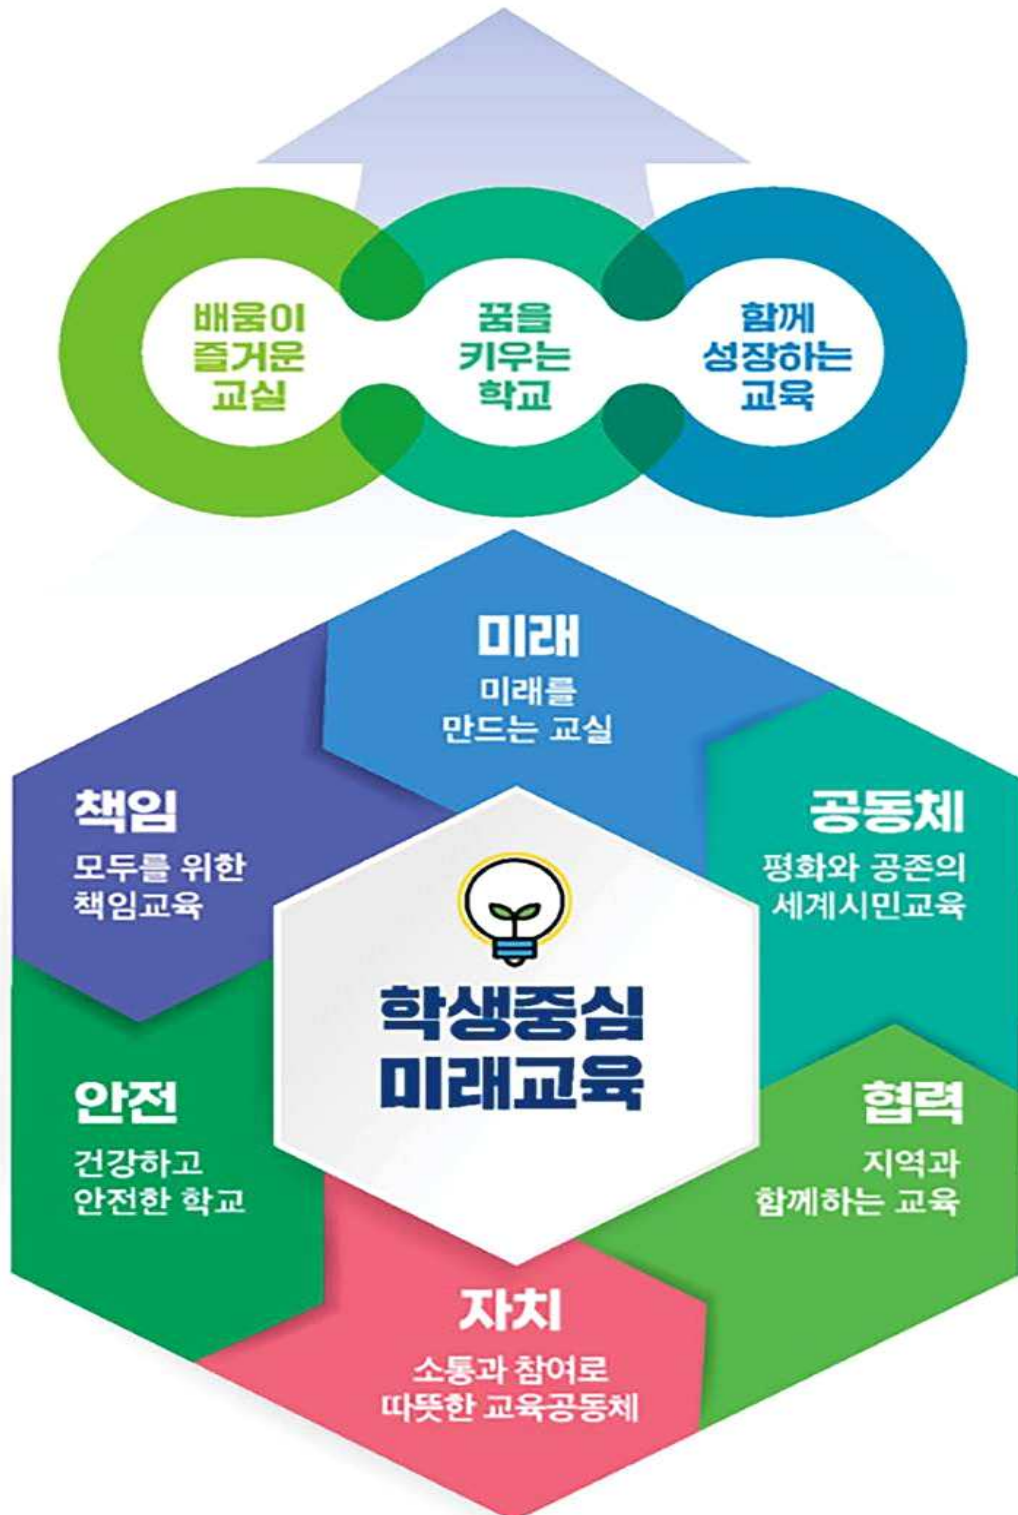 배움이
즐거운
교실
꿈을
키우는
학교
함께
성장하는
교육
미래
미래를
만드는 교실
책임
모두를 위한
책임교육
공동체
평화와 공존의
세계시민교육
학생중심
미래교육
안전
건강하고
안전한 학교
협력
지역과
함께하는 교육
자치
소통과 참여로
따뜻한 교육공동체